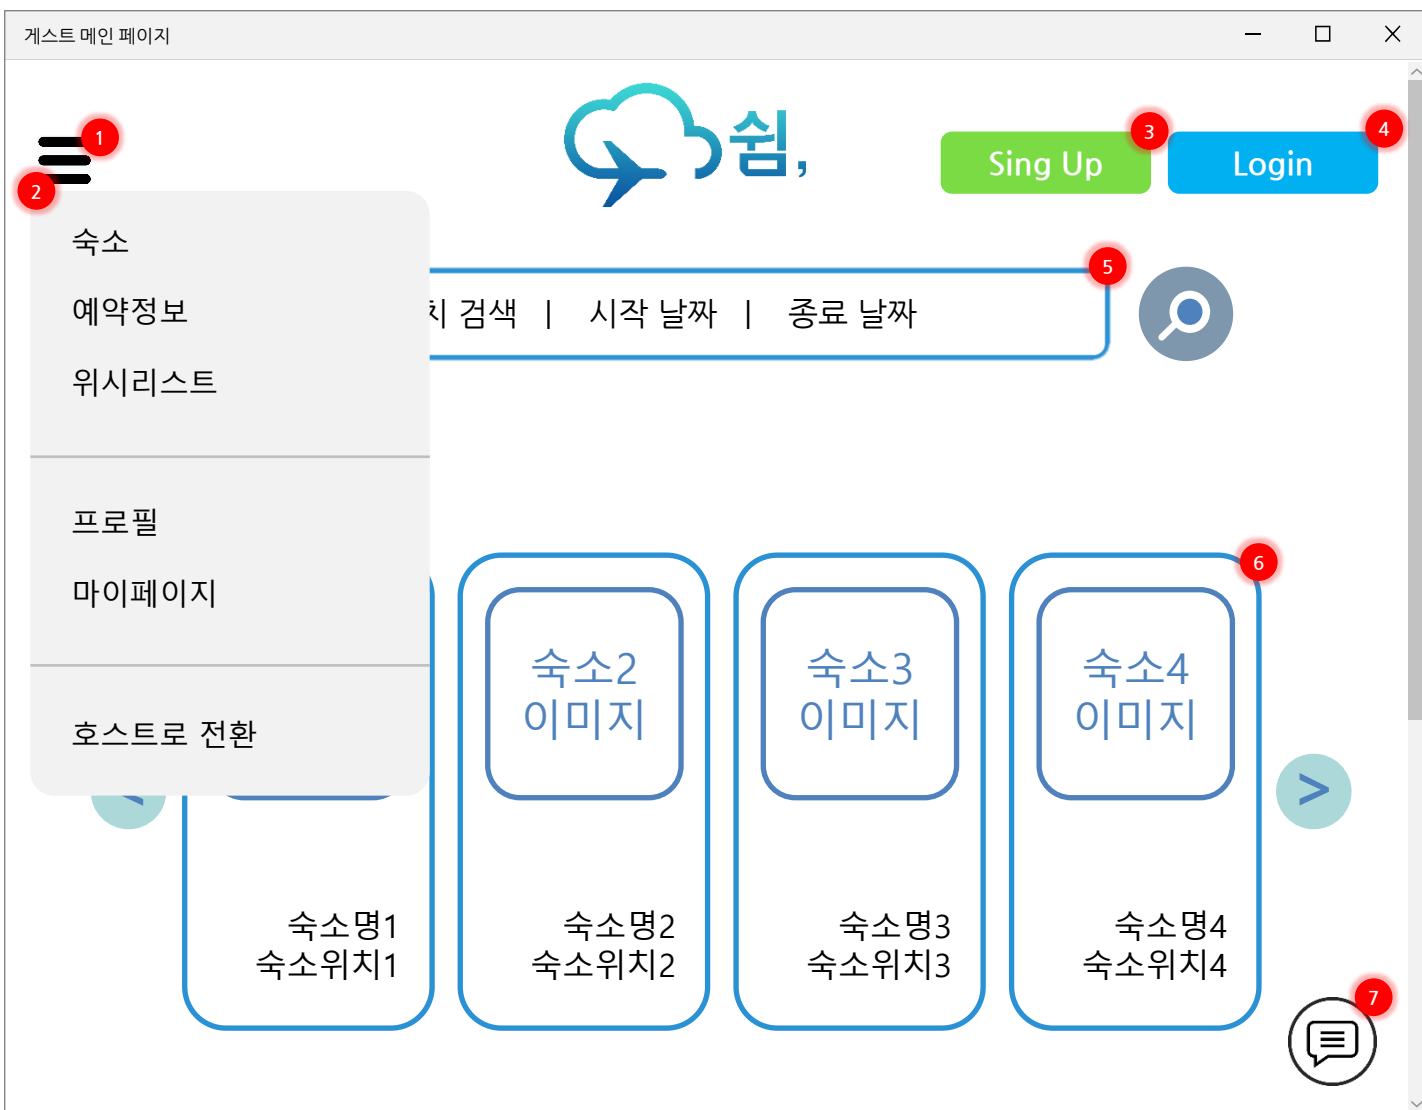 게스트 메인 페이지
1
쉼,
3
4
Sing Up
Login
2
숙소
5
예약정보
검색 | 시작 날짜 | 종료 날짜
위시리스트
프로필
6
마이페이지
숙소2
이미지
숙소3
이미지
숙소4
이미지
호스트로 전환
>
숙소명1
숙소위치1
숙소명2
숙소위치2
숙소명3
숙소위치3
숙소명4
숙소위치4
7